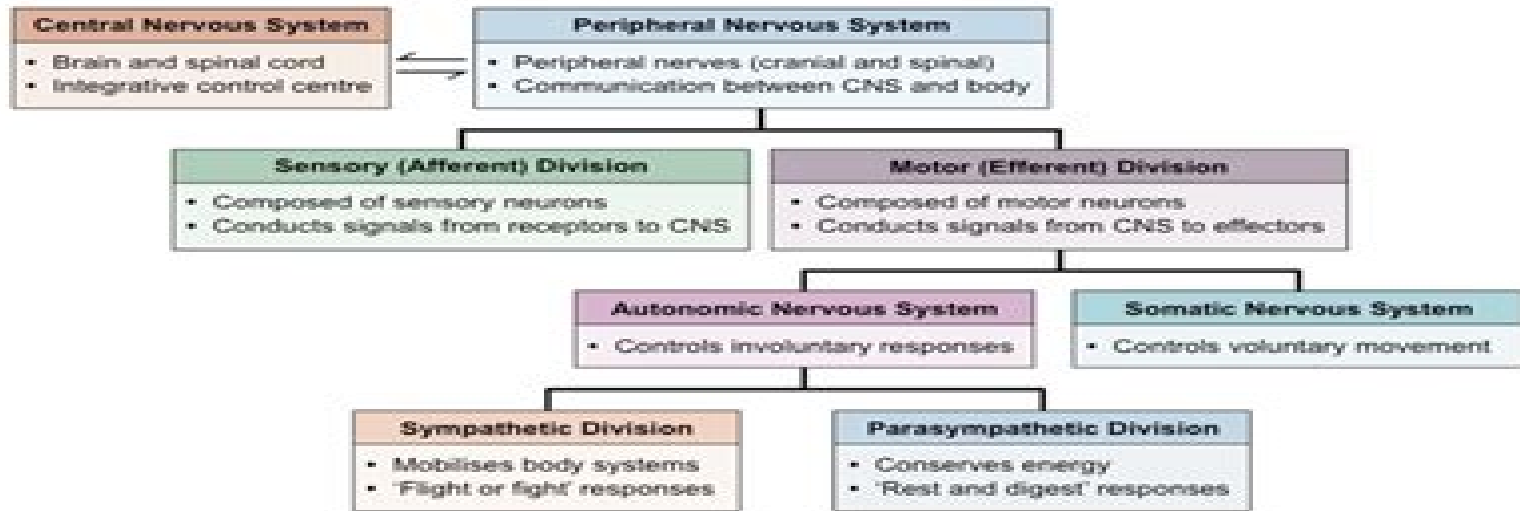 Central Nervous System
• Brain and spinal cord
• Integrative control centre
Peripheral Nervous System
• Peripheral nerves (cranial and spinal)
• Communication between CNS and body
Sensory (Afferent) Division
• Composed of sensory neurons
• Conducts signals from receptors to CNS
Motor (Efferent) Division
• Composed of motor neurons
• Conducts signals from CNS to effectors
Autonomic Nervous System
• Controls involuntary responses
Somatic Nervous System
• Controls voluntary movement
Sympathetic Division
• Mobilises body systems
• 'Flight or fight' responses
Parasympathetic Division
• Conserves energy
• 'Rest and digest' responses